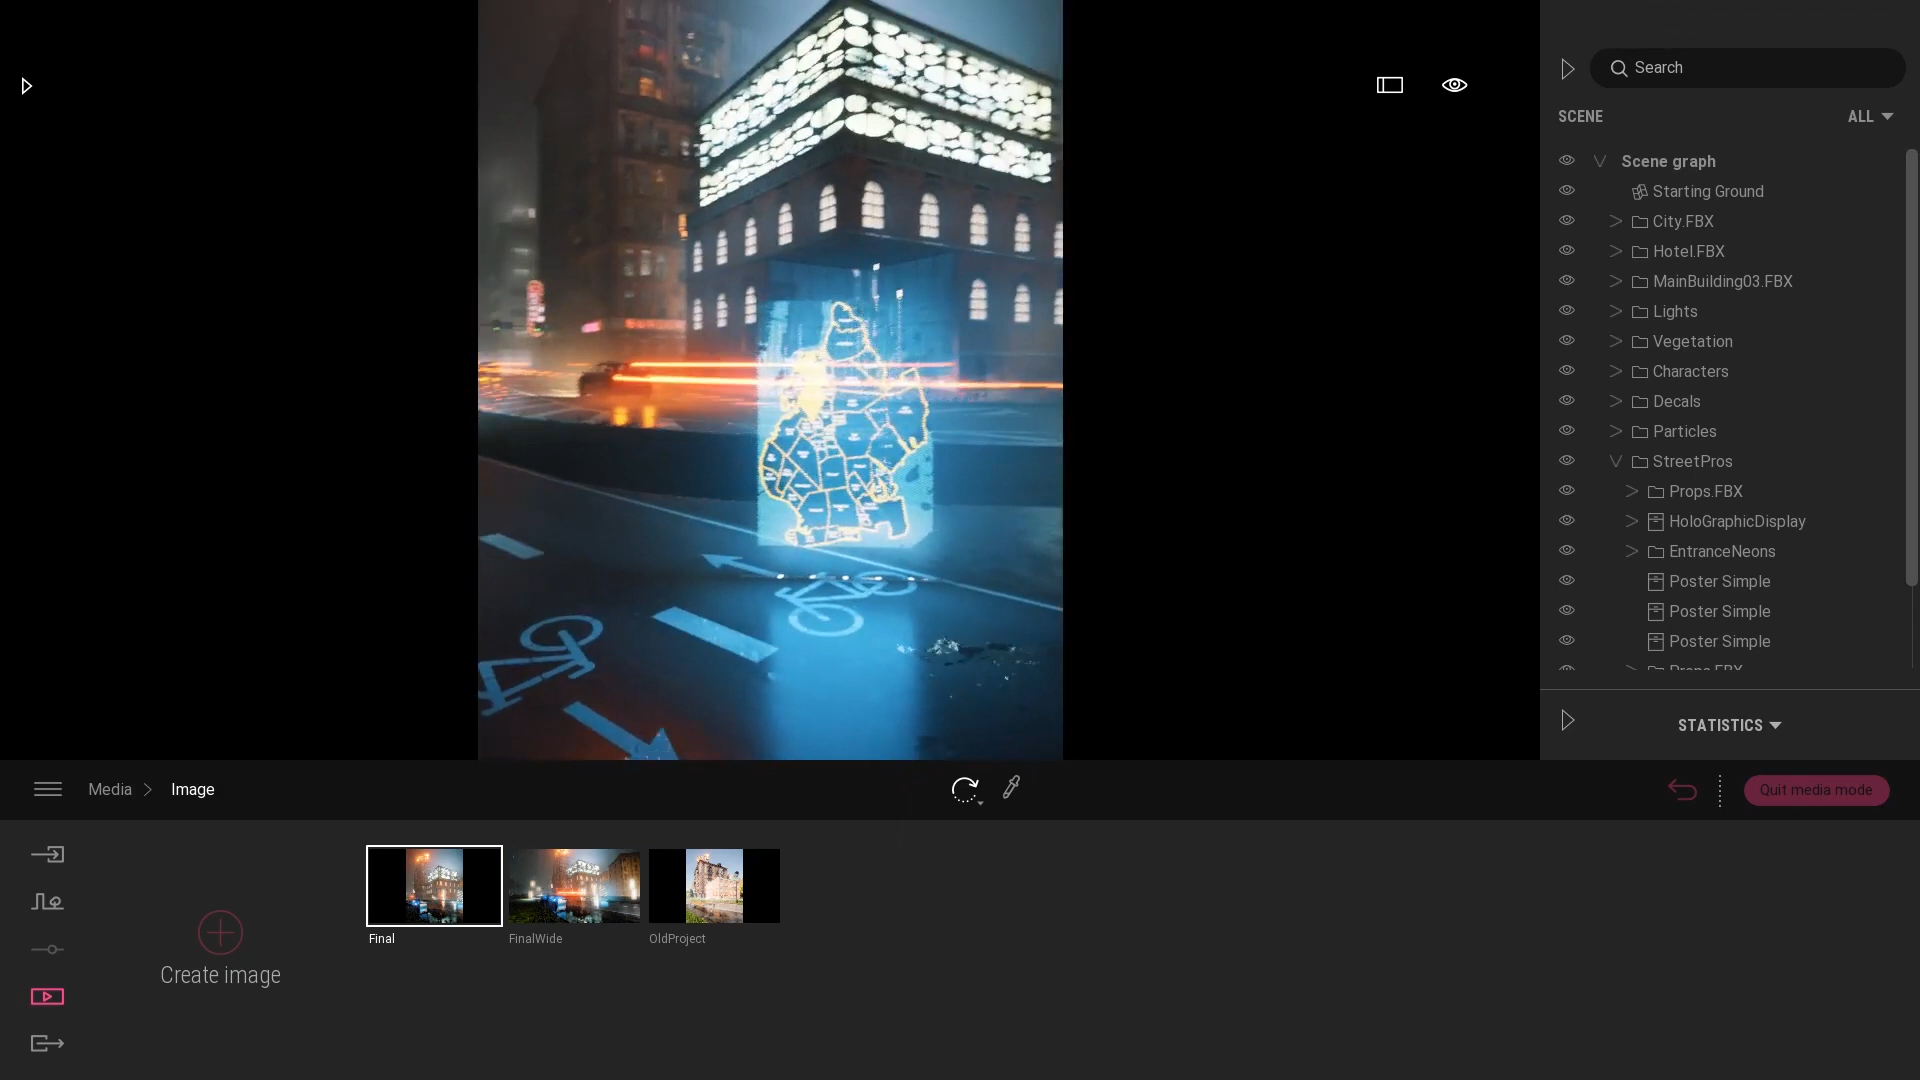 Search
SCENE
ALL
Scene graph
Starting Ground
City.FBX
Hotel.FBX
MainBuilding03.FBX
Lights
Vegetation
Characters
Decals
Particles
StreetPros
Props.FBX
HoloGraphicDisplay
EntranceNeons
Poster Simple
Poster Simple
Poster Simple
Props.FBX
STATISTICS
Media
Image
Quit media mode
Create image
Final
FinalWide
OldProject